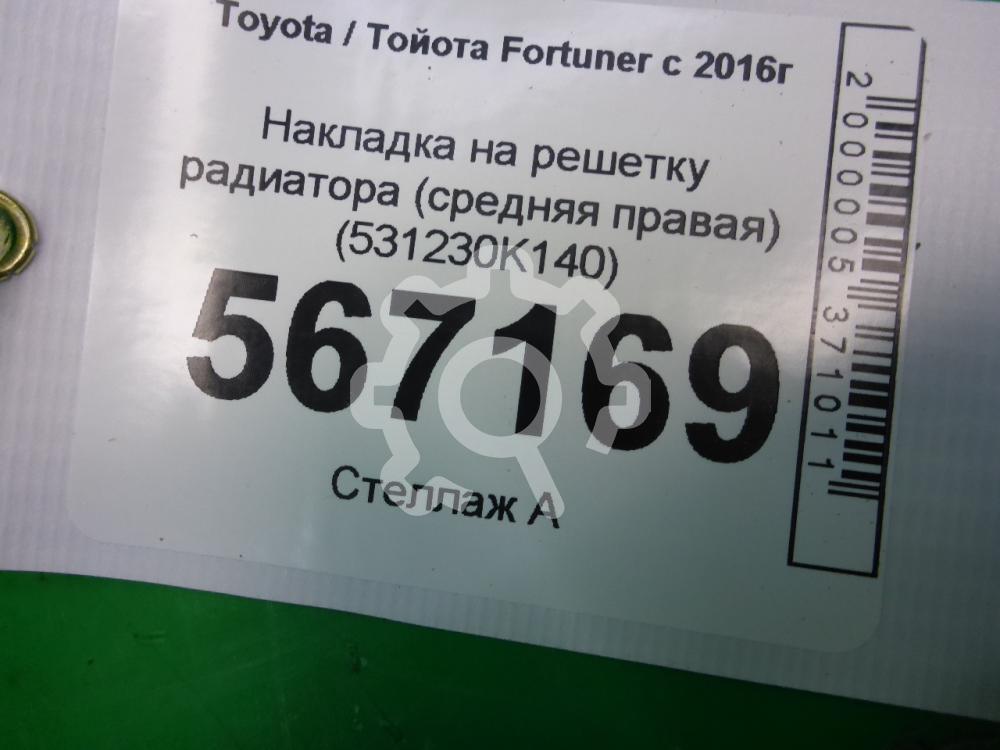 Toyota / Тойота Fortuner с 2016г
Накладка на решетку
радиатора (средняя правая)
(531230K140)
567169
Стеллаж А
2000005371011